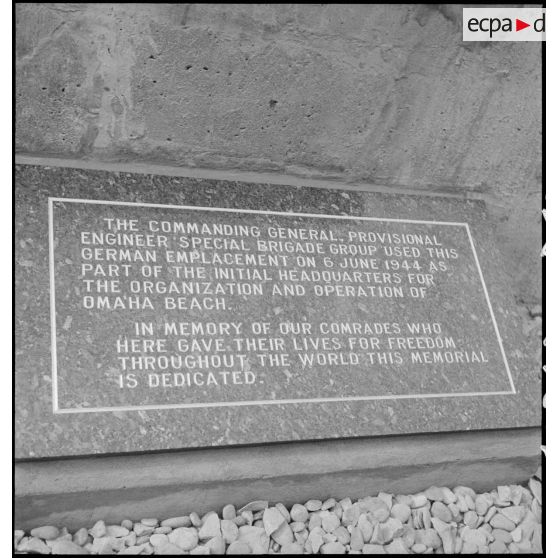 ecpa d
THE COMMANDING GENERAL, PROVISIONAL
ENGINEER SPECIAL BRIGADE GROUP USED THIS
GERMAN EMPLACEMENT ON 6 JUNE 1944 AS
PART OF THE INITIAL HEADQUARTERS FOR
THE ORGANIZATION AND OPERATION OF
OMAHA BEACH.
IN MEMORY OF OUR COMRADES WHO
HERE GAVE THEIR LIVES FOR FREEDOM
THROUGHOUT THE WORLD THIS MEMORIAL
IS DEDICATED.